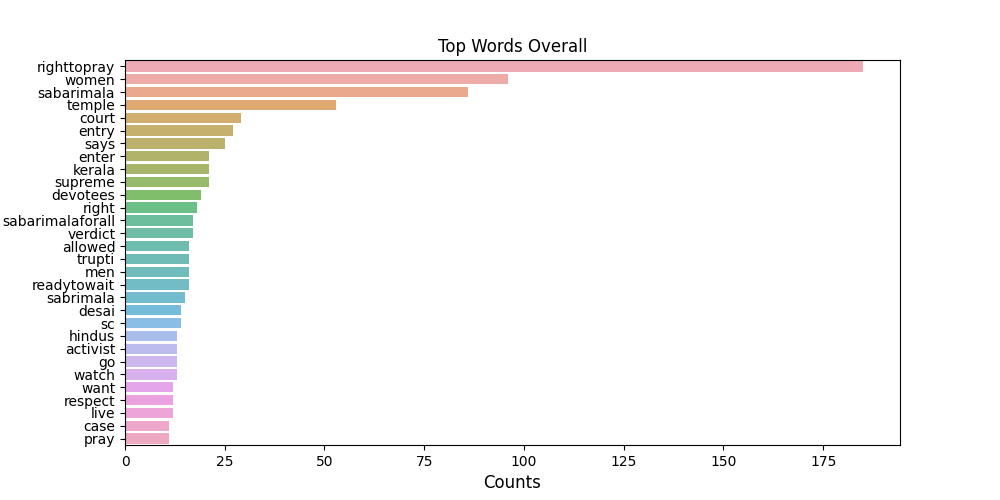 Top Words Overall
righttopray
women
sabarimala
temple
court
entry
says
enter
kerala
supreme
devotees
right
sabarimalaforall
verdict
allowed
trupti
men
readytowait
sabrimala
desai
sc
hindus
activist
go
watch
want
respect
live
case
pray
0 25 50 75 100 125 150 175
Counts